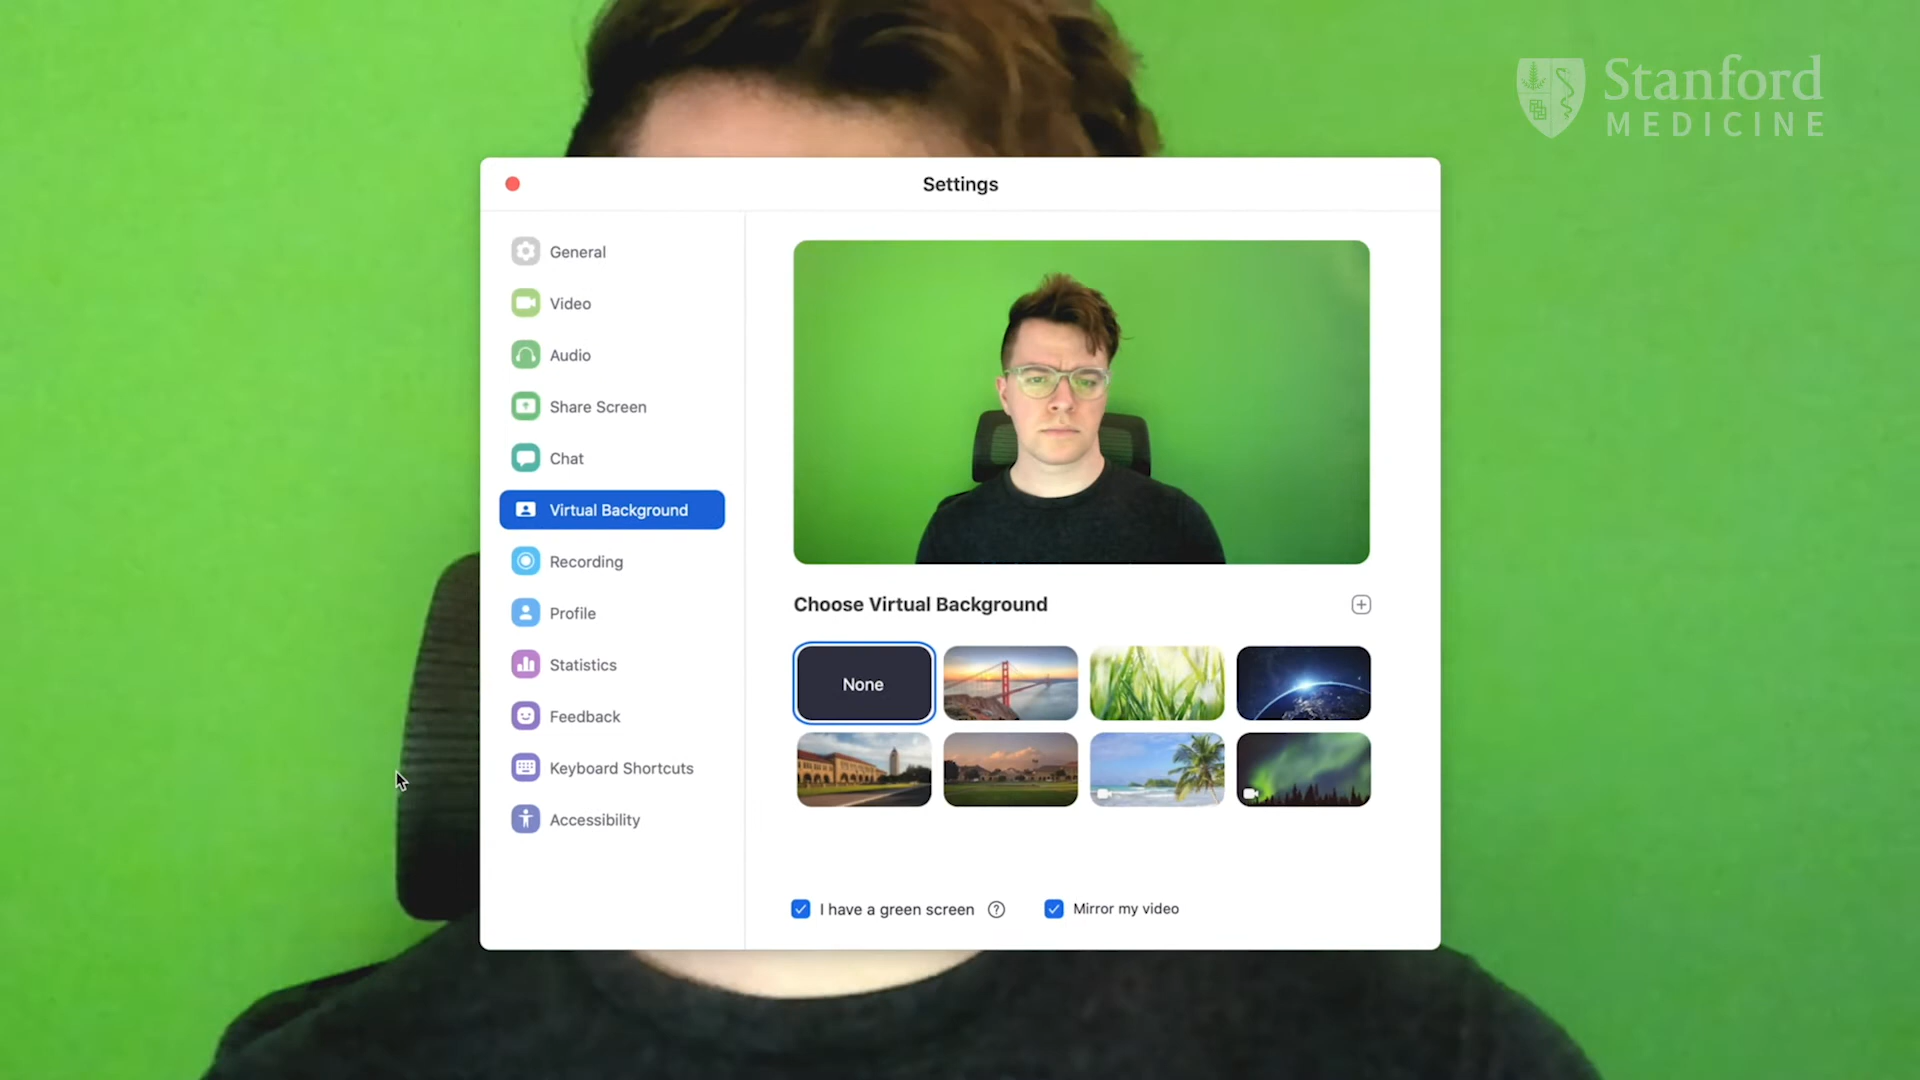 Stanford
MEDICINE
Settings
General
Video
Audio
Share Screen
Chat
Virtual Background
Recording
Profile
Statistics
Feedback
Keyboard Shortcuts
Accessibility
Choose Virtual Background
None
I have a green screen ?
Mirror my video